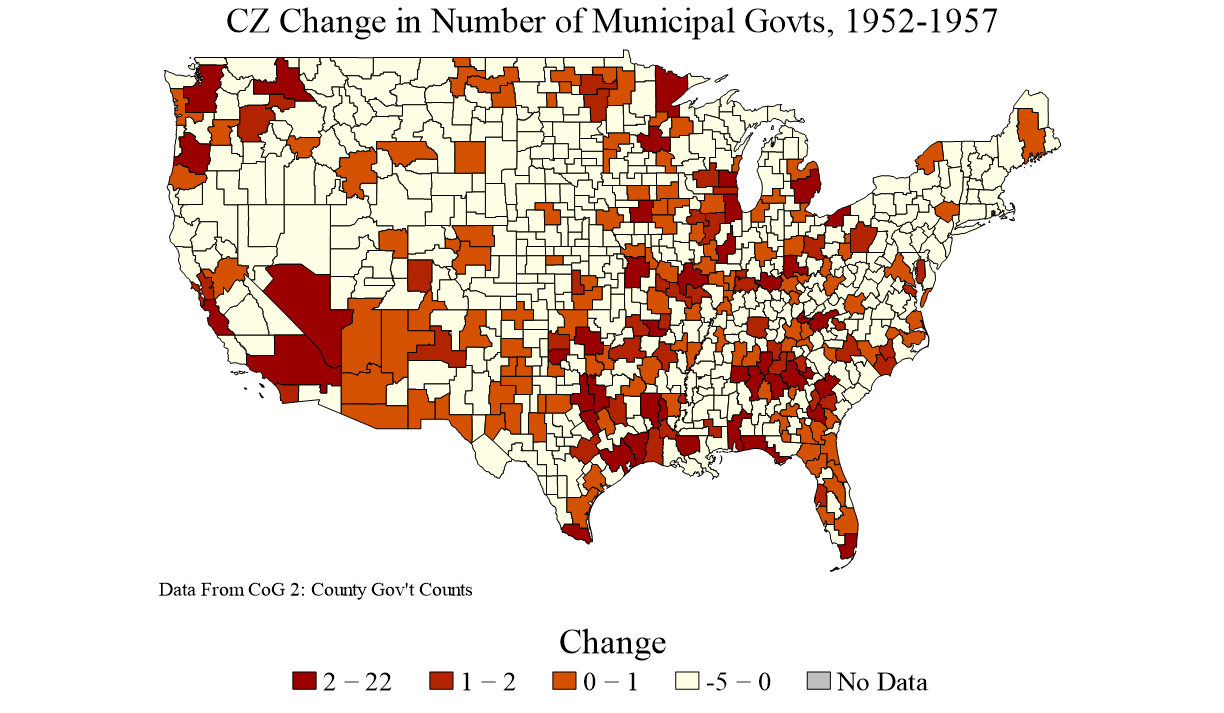 CZ Change in Number of Municipal Govts, 1952-1957
Data From CoG 2: County Gov't Counts
Change
2 − 22
1 − 2
0 − 1
-5 − 0
No Data